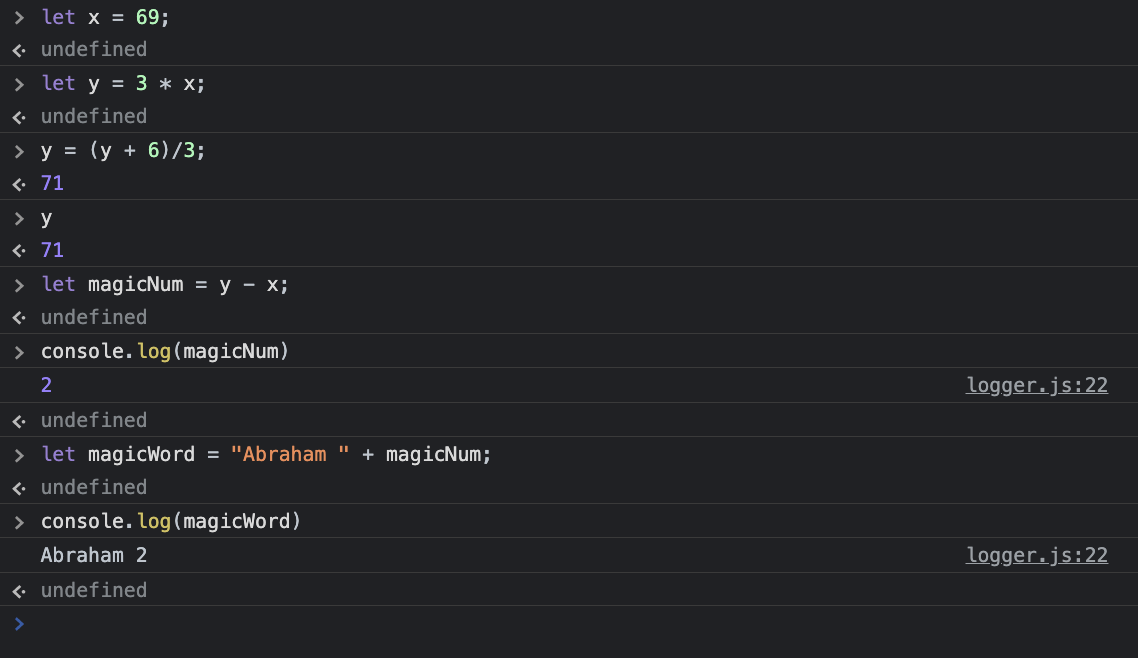 > let x = 69;
<· undefined
> let y = 3 * x;
<· undefined
> y = (y + 6)/3;
<· 71
> y
<· 71
> let magicNum = y - x;
<· undefined
> console.log(magicNum)
2 logger.js:22
<· undefined
> let magicWord = "Abraham " + magicNum;
<· undefined
> console.log(magicWord)
Abraham 2 logger.js:22
<· undefined
>